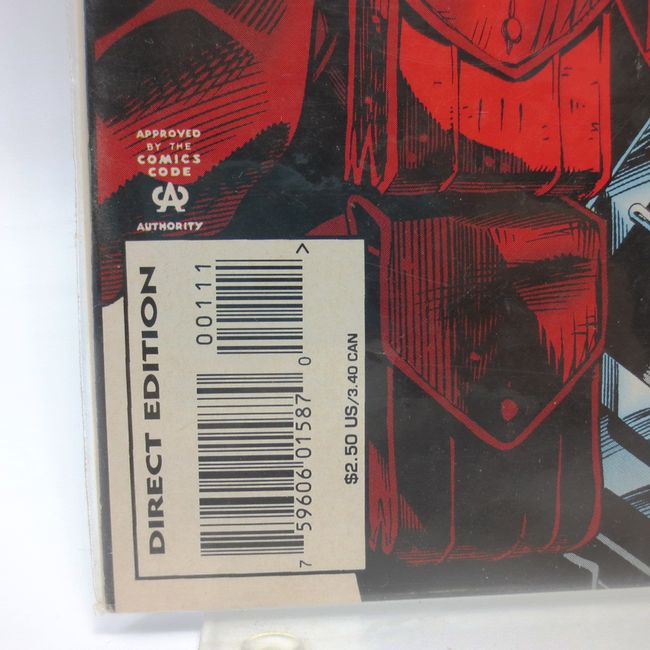 APPROVED
BY THE
COMICS
CODE
CA
AUTHORITY
DIRECT EDITION
00111 >
7 59606 01587 0
$2.50 US/3.40 CAN